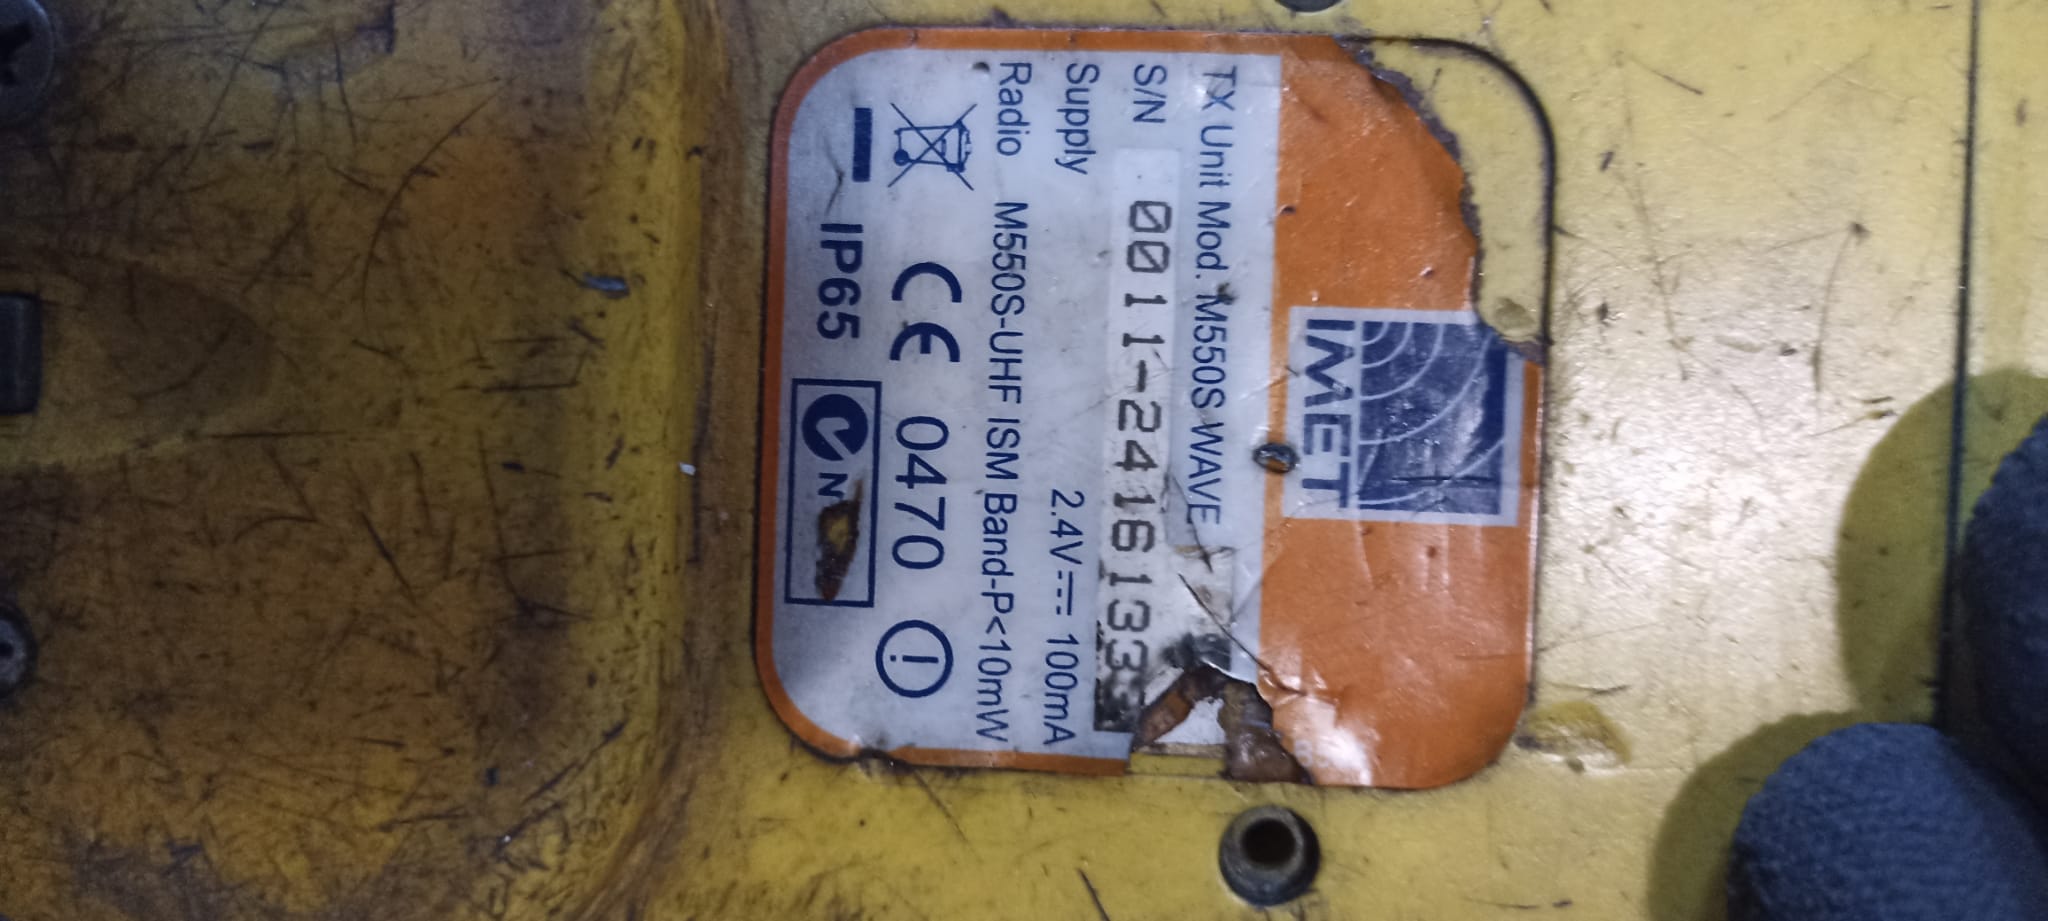 IMET
TX Unit Mod. M550S WAVE
S/N 0011-2416133
Supply 2.4V⎓ 100mA
Radio M550S-UHF ISM Band-P<10mW
CE 0470
IP65 N